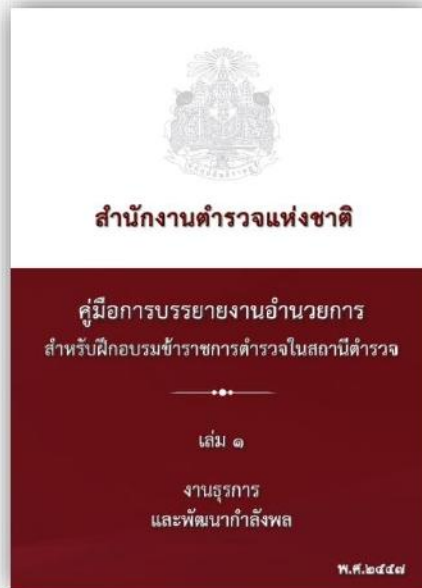 สำนักงานตำรวจแห่งชาติ
คู่มือการบรรยายงานอำนวยการ
สำหรับฝึกอบรมข้าราชการตำรวจในสถานีตำรวจ
เล่ม ๑
งานธุรการ
และพัฒนากำลังพล
พ.ศ.๒๕๕๗